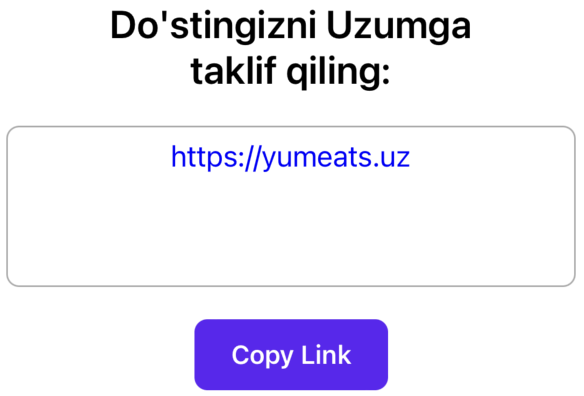 Do'stingizni Uzumga
taklif qiling:
https://yumeats.uz
Copy Link